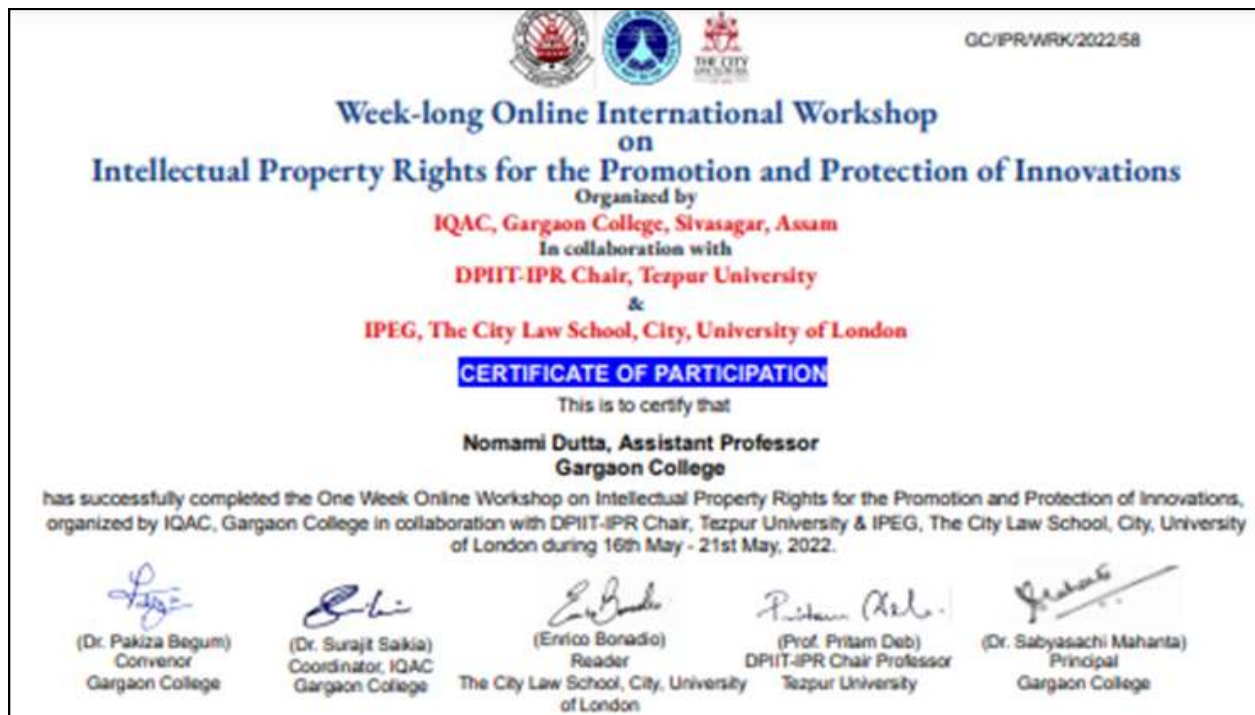 GC/IPR/WRK/2022/58
THE CITY
Week-long Online International Workshop
on
Intellectual Property Rights for the Promotion and Protection of Innovations
Organized by
IQAC, Gargaon College, Sivasagar, Assam
In collaboration with
DPIIT-IPR Chair, Tezpur University
&
IPEG, The City Law School, City, University of London
CERTIFICATE OF PARTICIPATION
This is to certify that
Nomami Dutta, Assistant Professor
Gargaon College
has successfully completed the One Week Online Workshop on Intellectual Property Rights for the Promotion and Protection of Innovations,
organized by IQAC, Gargaon College in collaboration with DPIIT-IPR Chair, Tezpur University & IPEG, The City Law School, City, University
of London during 16th May - 21st May, 2022.
(Dr. Pakiza Begum)
Convenor
Gargaon College
(Dr. Surajit Saikia)
Coordinator, IQAC
Gargaon College
(Enrico Bonadio)
Reader
The City Law School, City, University
of London
(Prof. Pritam Deb)
DPIIT-IPR Chair Professor
Tezpur University
(Dr. Sabyasachi Mahanta)
Principal
Gargaon College